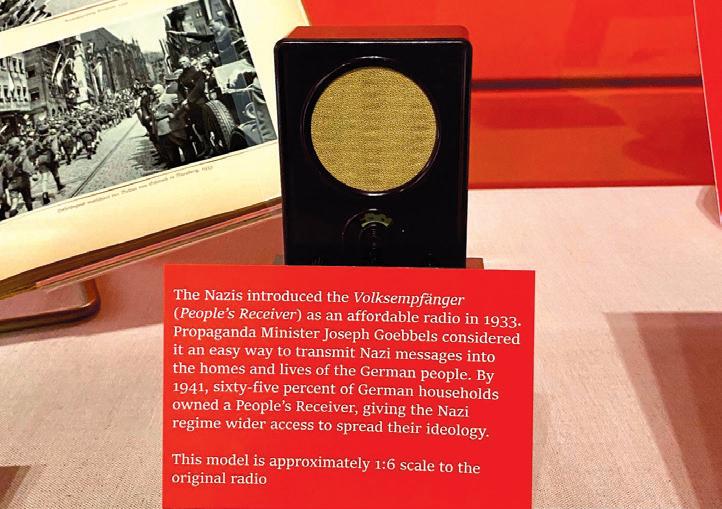 The Nazis introduced the Volksempfänger
(People's Receiver) as an affordable radio in 1933.
Propaganda Minister Joseph Goebbels considered
it an easy way to transmit Nazi messages into
the homes and lives of the German people. By
1941, sixty-five percent of German households
owned a People's Receiver, giving the Nazi
regime wider access to spread their ideology.
This model is approximately 1:6 scale to the
original radio